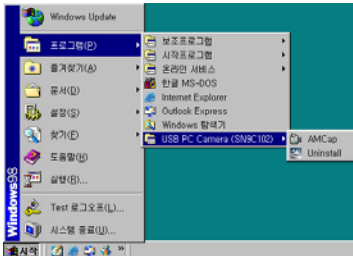 Windows Update
프로그램(P)
즐겨찾기(A)
문서(D)
설정(S)
찾기(F)
도움말(H)
실행(R)...
Test 로그오프(L)...
시스템 종료(U)...
Windows98
시작
보조프로그램
시작프로그램
온라인 서비스
한글 MS-DOS
Internet Explorer
Outlook Express
Windows 탐색기
USB PC Camera (SN9C102)
AMCap
Uninstall